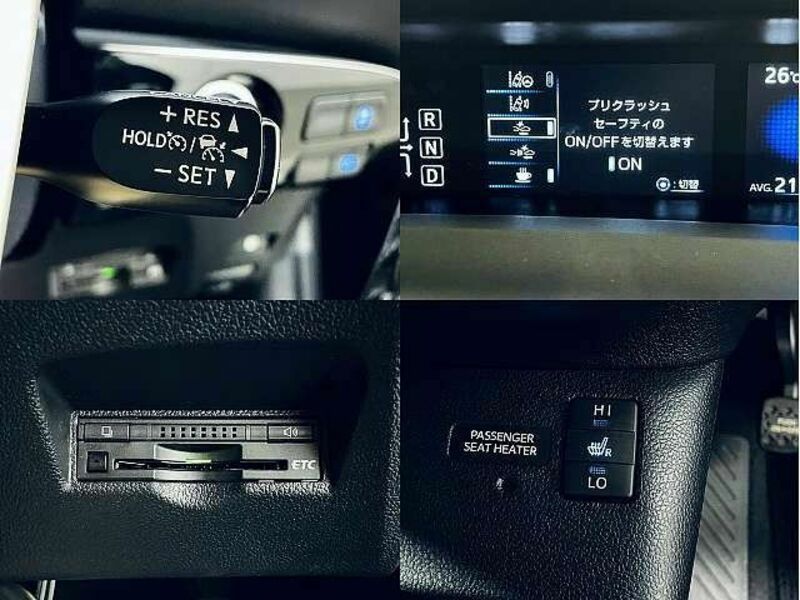 + RES ▲
HOLD / ◀
− SET ▼
R
N
D
プリクラッシュ
セーフティの
ON/OFFを切替えます
ON
:切替
26℃
AVG.21
ETC
PASSENGER
SEAT HEATER
HI
R
LO